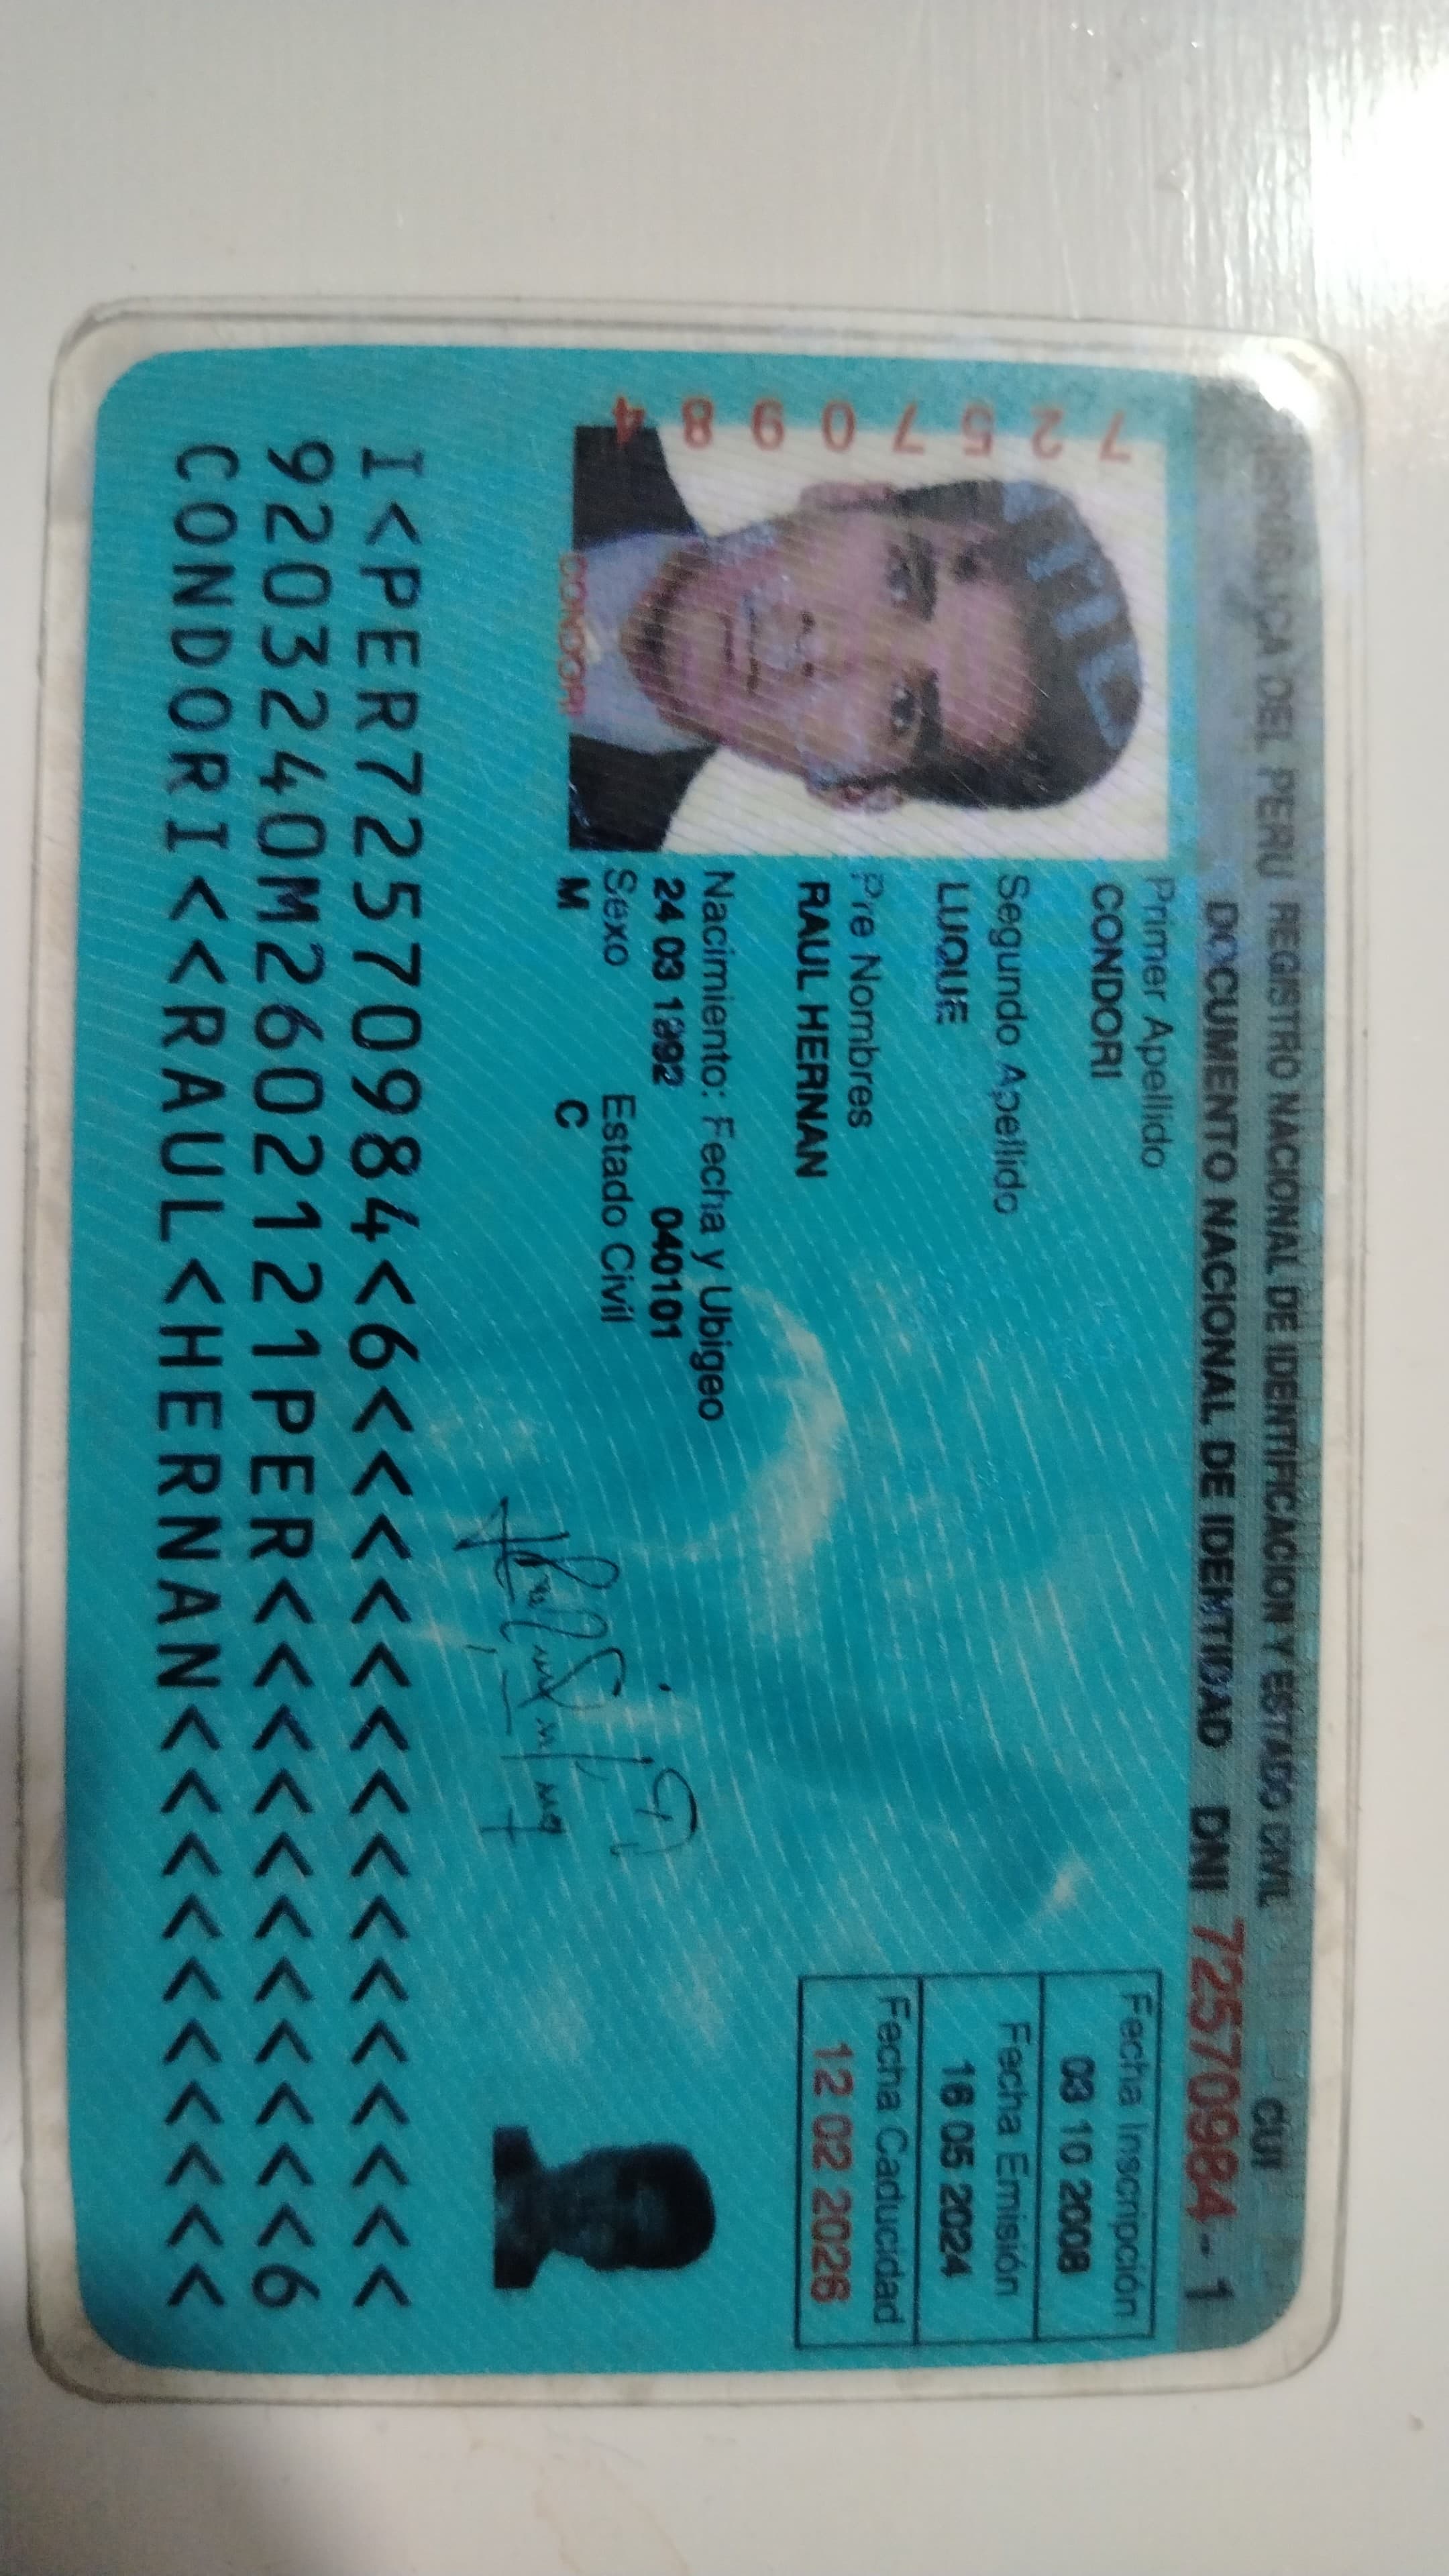 REPÚBLICA DEL PERÚ REGISTRO NACIONAL DE IDENTIFICACIÓN Y ESTADO CIVIL
CUI
DOCUMENTO NACIONAL DE IDENTIDAD DNI 72570984 - 1
Primer Apellido
CONDORI
Segundo Apellido
LUQUE
Pre Nombres
RAUL HERNAN
Nacimiento: Fecha y Ubigeo
24 03 1992 040101
Sexo Estado Civil
M C
Fecha Inscripción
03 10 2008
Fecha Emisión
16 05 2024
Fecha Caducidad
12 02 2026
72570984
CONDORI
I<PER72570984<6<<<<<<<<<<<<<<<
9203240M2602121PER<<<<<<<<<<<6
CONDORI<<RAUL<HERNAN<<<<<<<<<<